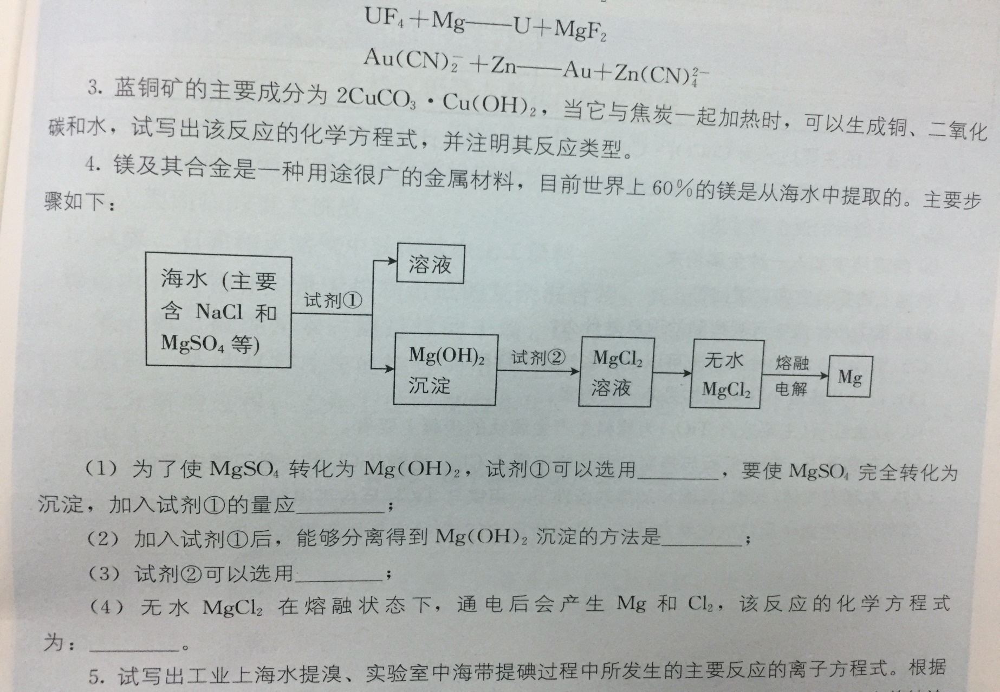 UF₄+Mg——U+MgF₂
Au(CN)₂⁻+Zn——Au+Zn(CN)₄²⁻
3. 蓝铜矿的主要成分为 2CuCO₃·Cu(OH)₂，当它与焦炭一起加热时，可以生成铜、二氧化
碳和水，试写出该反应的化学方程式，并注明其反应类型。
4. 镁及其合金是一种用途很广的金属材料，目前世界上 60%的镁是从海水中提取的。主要步
骤如下：
海水（主要
含 NaCl 和
MgSO₄ 等）
试剂①
溶液
Mg(OH)₂
沉淀
试剂②
MgCl₂
溶液
无水
MgCl₂
熔融
电解
Mg
（1）为了使 MgSO₄ 转化为 Mg(OH)₂，试剂①可以选用________，要使 MgSO₄ 完全转化为
沉淀，加入试剂①的量应________；
（2）加入试剂①后，能够分离得到 Mg(OH)₂ 沉淀的方法是________；
（3）试剂②可以选用________；
（4）无水 MgCl₂ 在熔融状态下，通电后会产生 Mg 和 Cl₂，该反应的化学方程式
为：________。
5. 试写出工业上海水提溴、实验室中海带提碘过程中所发生的主要反应的离子方程式。根据